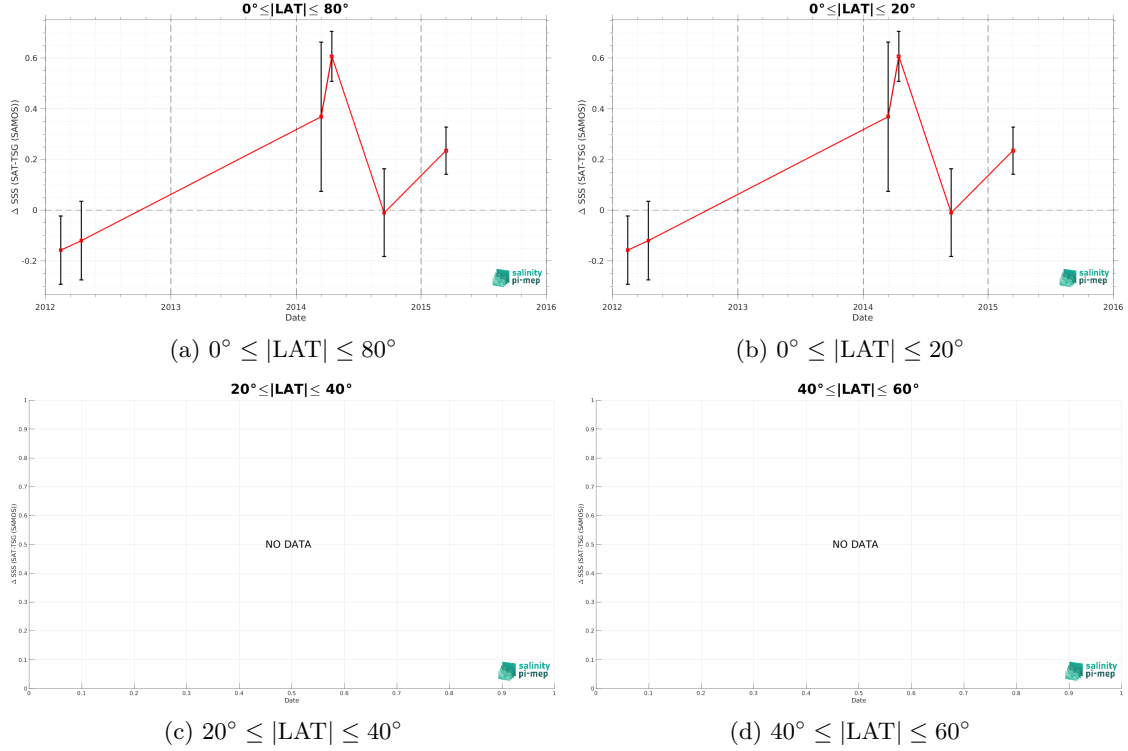 0°≤|LAT|≤ 80°
Δ SSS (SAT-TSG (SAMOS))
0.6
0.4
0.2
0
-0.2
2012
2013
2014
2015
2016
Date
salinity
pi-mep
(a) 0° ≤ |LAT| ≤ 80°
0°≤|LAT|≤ 20°
Δ SSS (SAT-TSG (SAMOS))
0.6
0.4
0.2
0
-0.2
2012
2013
2014
2015
2016
Date
salinity
pi-mep
(b) 0° ≤ |LAT| ≤ 20°
20°≤|LAT|≤ 40°
Δ SSS (SAT-TSG (SAMOS))
1
0.9
0.8
0.7
0.6
0.5
0.4
0.3
0.2
0.1
0
NO DATA
0
0.1
0.2
0.3
0.4
0.5
0.6
0.7
0.8
0.9
1
Date
salinity
pi-mep
(c) 20° ≤ |LAT| ≤ 40°
40°≤|LAT|≤ 60°
Δ SSS (SAT-TSG (SAMOS))
1
0.9
0.8
0.7
0.6
0.5
0.4
0.3
0.2
0.1
0
NO DATA
0
0.1
0.2
0.3
0.4
0.5
0.6
0.7
0.8
0.9
1
Date
salinity
pi-mep
(d) 40° ≤ |LAT| ≤ 60°